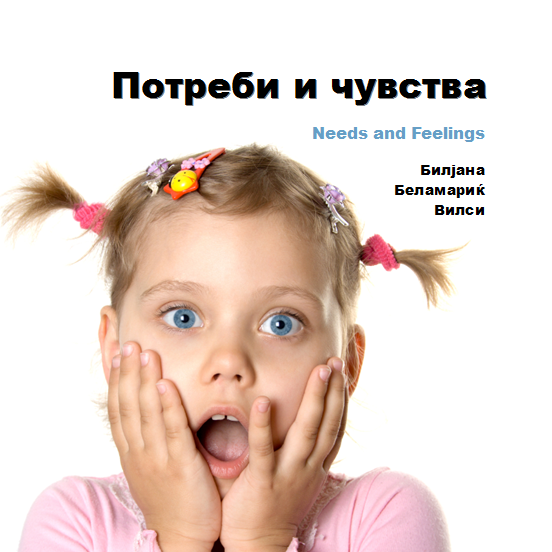 Потреби и чувства
Needs and Feelings
Билјана
Беламариќ
Вилси